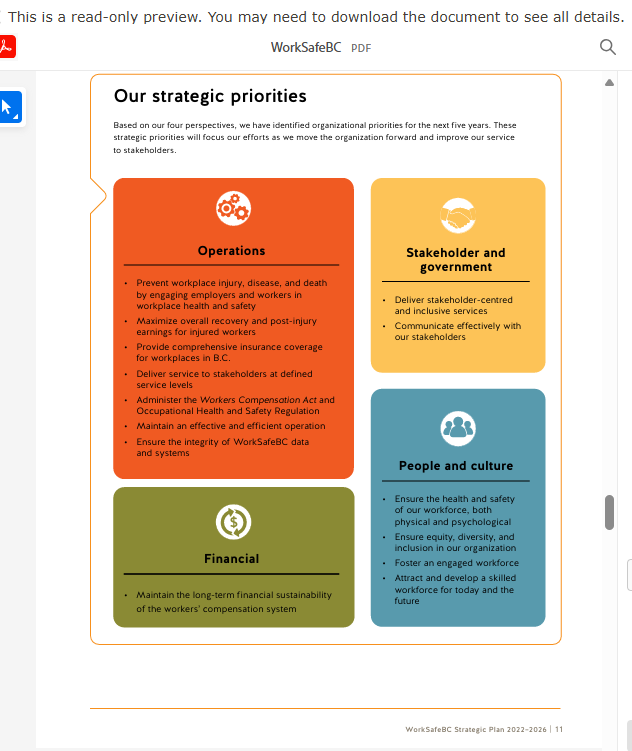 This is a read-only preview. You may need to download the document to see all details.
WorkSafeBC PDF
Our strategic priorities
Based on our four perspectives, we have identified organizational priorities for the next five years. These
strategic priorities will focus our efforts as we move the organization forward and improve our service
to stakeholders.
Operations
• Prevent workplace injury, disease, and death
by engaging employers and workers in
workplace health and safety
• Maximize overall recovery and post-injury
earnings for injured workers
• Provide comprehensive insurance coverage
for workplaces in B.C.
• Deliver service to stakeholders at defined
service levels
• Administer the Workers Compensation Act and
Occupational Health and Safety Regulation
• Maintain an effective and efficient operation
• Ensure the integrity of WorkSafeBC data
and systems
Stakeholder and
government
• Deliver stakeholder-centred
and inclusive services
• Communicate effectively with
our stakeholders
Financial
• Maintain the long-term financial sustainability
of the workers' compensation system
People and culture
• Ensure the health and safety
of our workforce, both
physical and psychological
• Ensure equity, diversity, and
inclusion in our organization
• Foster an engaged workforce
• Attract and develop a skilled
workforce for today and the
future
WorkSafeBC Strategic Plan 2022–2026 | 11